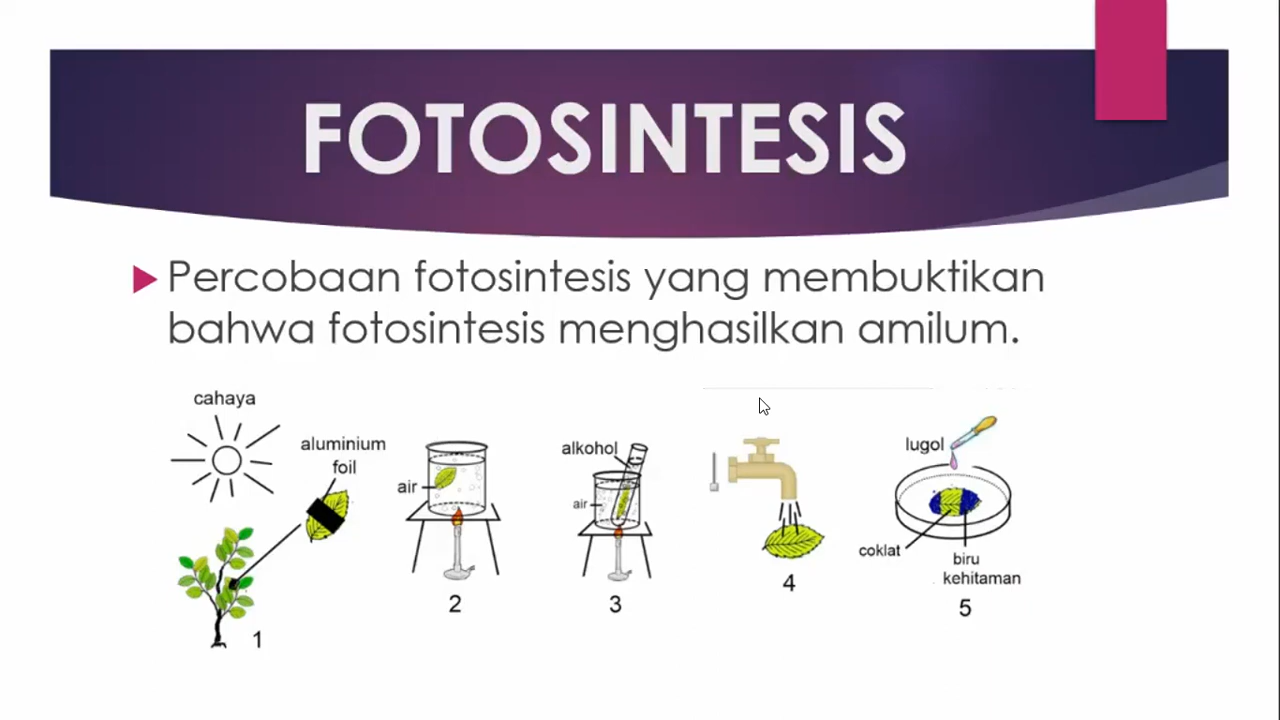 FOTOSINTESIS
Percobaan fotosintesis yang membuktikan
bahwa fotosintesis menghasilkan amilum.
cahaya
aluminium
foil
1
air
2
alkohol
air
3
4
lugol
coklat
biru
kehitaman
5